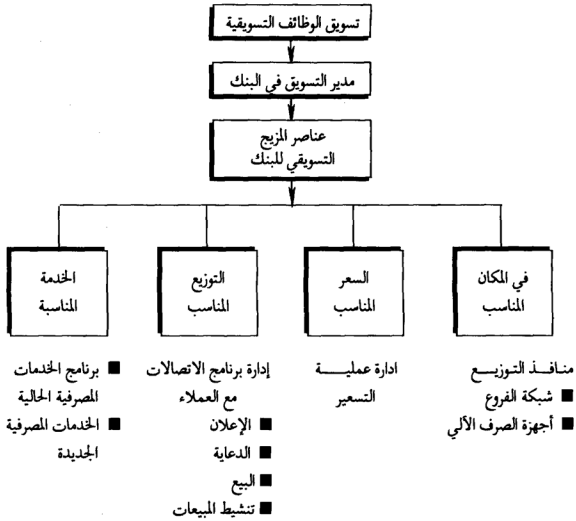 تسويق الوظائف التسويقية
مدير التسويق في البنك
عناصر المزيج
التسويقي للبنك
في المكان
المناسب
السعر
المناسب
التوزيع
المناسب
الخدمة
المناسبة
منافذ التوزيع
■ شبكة الفروع
■ أجهزة الصرف الألي
ادارة عملية
التسعير
إدارة برنامج الاتصالات
مع العملاء
■ الإعلان
■ الدعاية
■ البيع
■ تنشيط المبيعات
■ برنامج الخدمات
المصرفية الحالية
■ الخدمات المصرفية
الجديدة